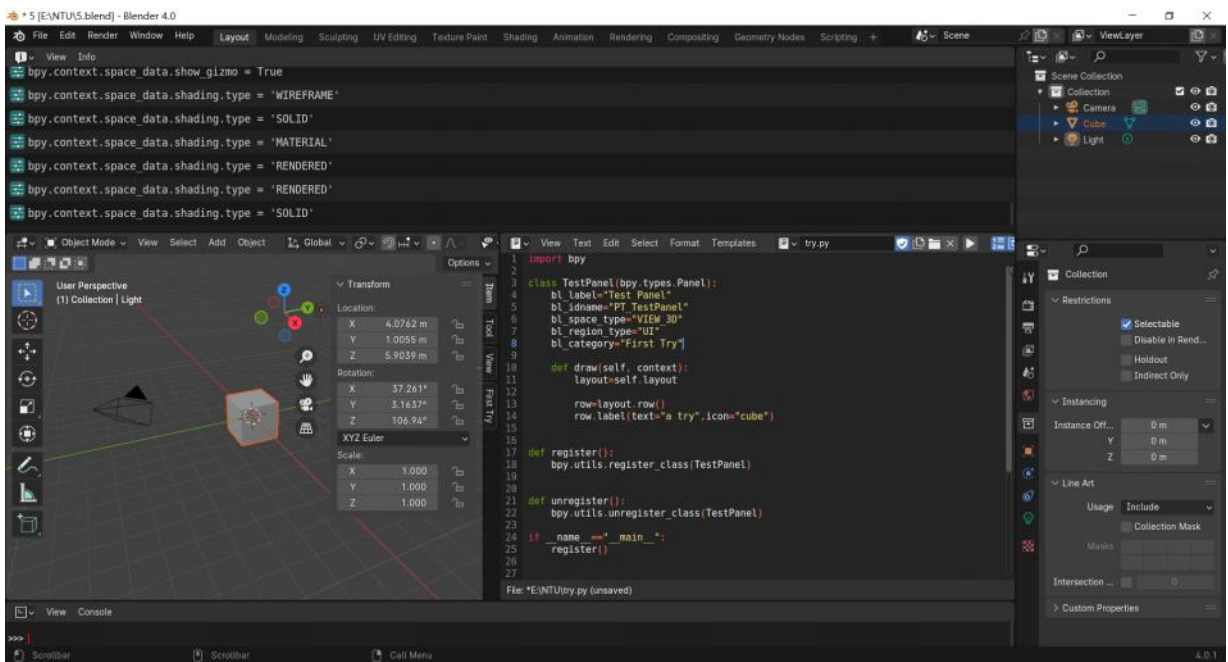 * 5 [E:\NTU\5.blend] - Blender 4.0
File Edit Render Window Help Layout Modeling Sculpting UV Editing Texture Paint Shading Animation Rendering Compositing Geometry Nodes Scripting + Scene ViewLayer
View Info
bpy.context.space_data.show_gizmo = True
bpy.context.space_data.shading.type = 'WIREFRAME'
bpy.context.space_data.shading.type = 'SOLID'
bpy.context.space_data.shading.type = 'MATERIAL'
bpy.context.space_data.shading.type = 'RENDERED'
bpy.context.space_data.shading.type = 'RENDERED'
bpy.context.space_data.shading.type = 'SOLID'
Scene Collection
Collection
Camera
Cube
Light
Object Mode View Select Add Object Global
Options
User Perspective
(1) Collection | Light
Transform
Location:
X 4.0762 m
Y 1.0055 m
Z 5.9039 m
Rotation:
X 37.261°
Y 3.1637°
Z 106.94°
XYZ Euler
Scale:
X 1.000
Y 1.000
Z 1.000
Item
Tool
View
First Try
View Text Edit Select Format Templates try.py
1 import bpy
2
3 class TestPanel(bpy.types.Panel):
4 bl_label="Test Panel"
5 bl_idname="PT_TestPanel"
6 bl_space_type="VIEW_3D"
7 bl_region_type="UI"
8 bl_category="First Try"
9
10 def draw(self, context):
11 layout=self.layout
12
13 row=layout.row()
14 row.label(text="a try",icon="cube")
15
16
17 def register():
18 bpy.utils.register_class(TestPanel)
19
20
21 def unregister():
22 bpy.utils.unregister_class(TestPanel)
23
24 if __name__=="__main__":
25 register()
26
27
File: *E:\NTU\try.py (unsaved)
Collection
Restrictions
Selectable
Disable in Rend...
Holdout
Indirect Only
Instancing
Instance Off... 0 m
Y 0 m
Z 0 m
Line Art
Usage Include
Collection Mask
Masks
Intersection ... 0
Custom Properties
View Console
>>>
Scrollbar Scrollbar Call Menu 4.0.1